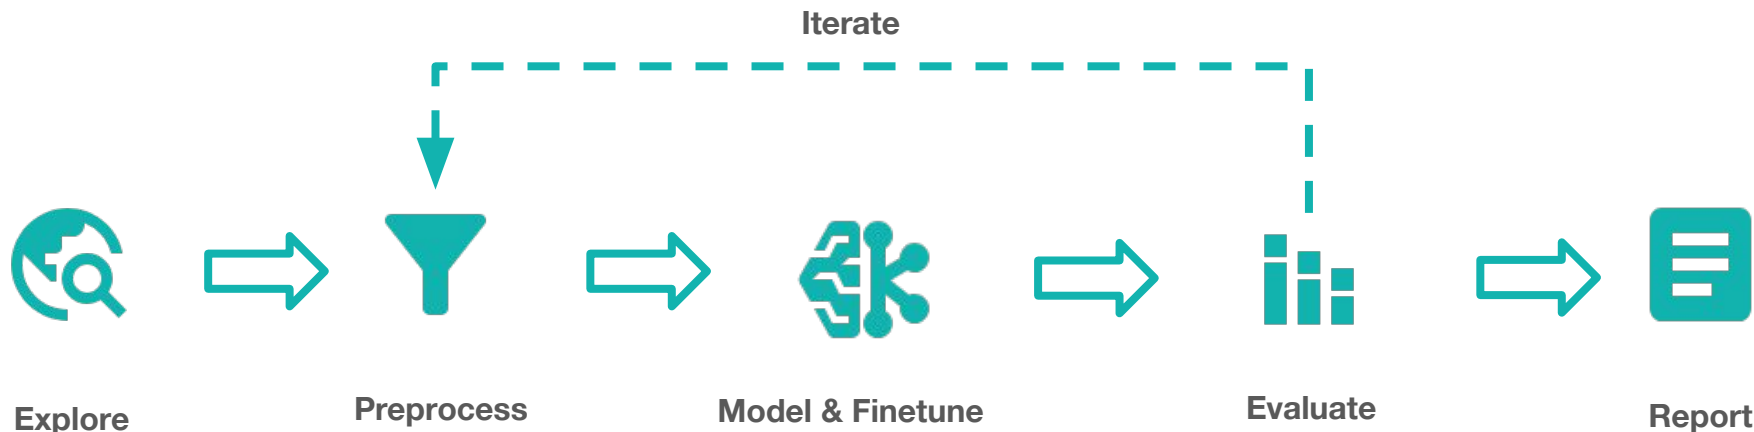 Iterate
Explore
Preprocess
Model & Finetune
Evaluate
Report